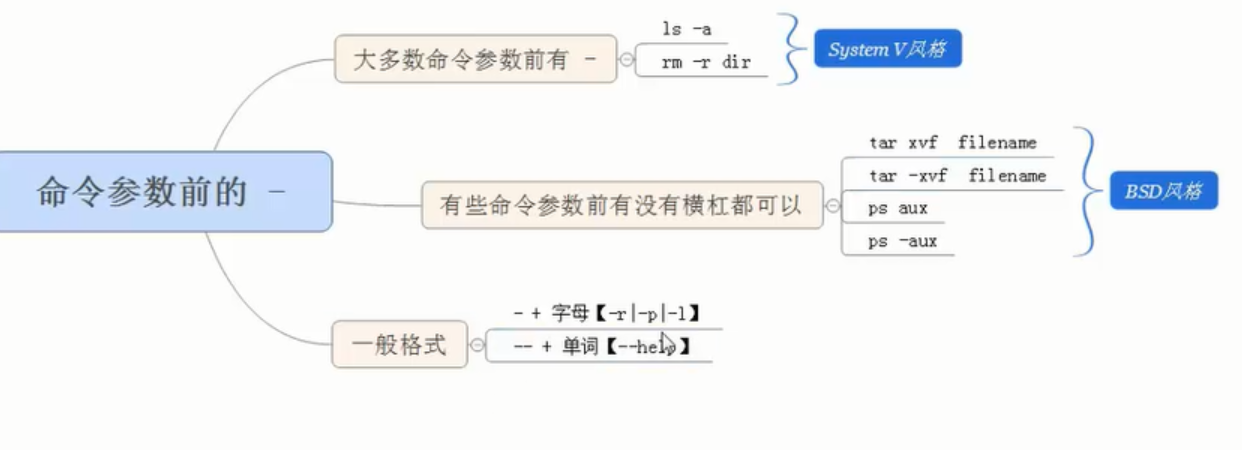 命令参数前的 -
大多数命令参数前有 -
ls -a
rm -r dir
System V风格
有些命令参数前有没有横杠都可以
tar xvf filename
tar -xvf filename
ps aux
ps -aux
BSD风格
一般格式
- + 字母【-r|-p|-l】
-- + 单词【--help】